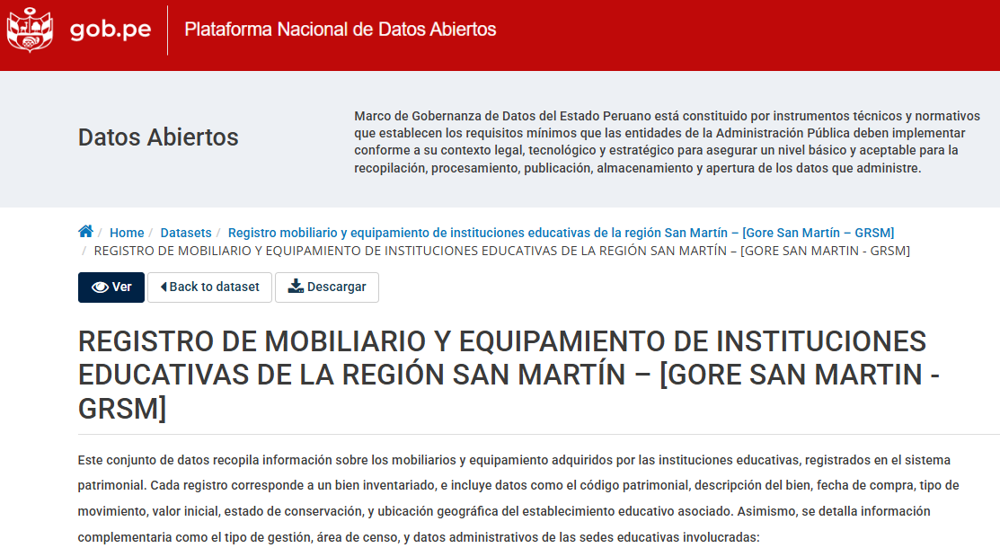 gob.pe
Plataforma Nacional de Datos Abiertos
Datos Abiertos
Marco de Gobernanza de Datos del Estado Peruano está constituido por instrumentos técnicos y normativos
que establecen los requisitos mínimos que las entidades de la Administración Pública deben implementar
conforme a su contexto legal, tecnológico y estratégico para asegurar un nivel básico y aceptable para la
recopilación, procesamiento, publicación, almacenamiento y apertura de los datos que administre.
/ Home / Datasets / Registro mobiliario y equipamiento de instituciones educativas de la región San Martín – [Gore San Martín – GRSM]
/ REGISTRO DE MOBILIARIO Y EQUIPAMIENTO DE INSTITUCIONES EDUCATIVAS DE LA REGIÓN SAN MARTÍN – [GORE SAN MARTIN - GRSM]
Ver
Back to dataset
Descargar
REGISTRO DE MOBILIARIO Y EQUIPAMIENTO DE INSTITUCIONES
EDUCATIVAS DE LA REGIÓN SAN MARTÍN – [GORE SAN MARTIN -
GRSM]
Este conjunto de datos recopila información sobre los mobiliarios y equipamiento adquiridos por las instituciones educativas, registrados en el sistema
patrimonial. Cada registro corresponde a un bien inventariado, e incluye datos como el código patrimonial, descripción del bien, fecha de compra, tipo de
movimiento, valor inicial, estado de conservación, y ubicación geográfica del establecimiento educativo asociado. Asimismo, se detalla información
complementaria como el tipo de gestión, área de censo, y datos administrativos de las sedes educativas involucradas: